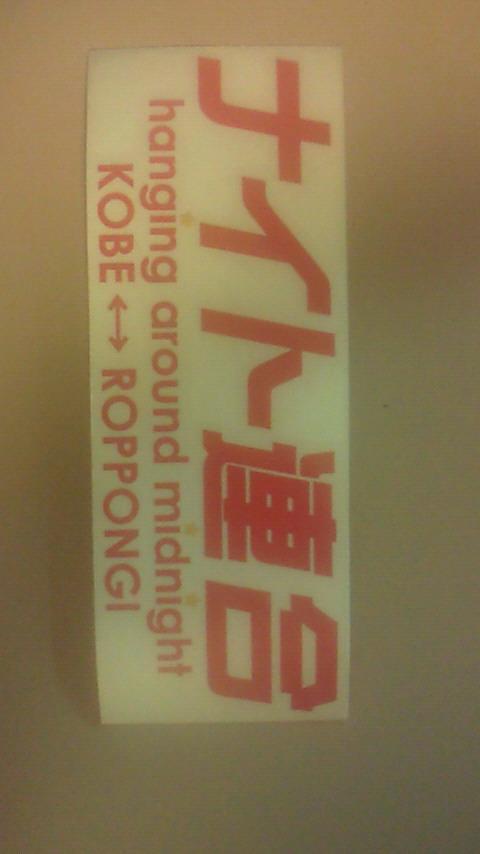 ナイト連合
hanging around midnight
KOBE ↔ ROPPONGI